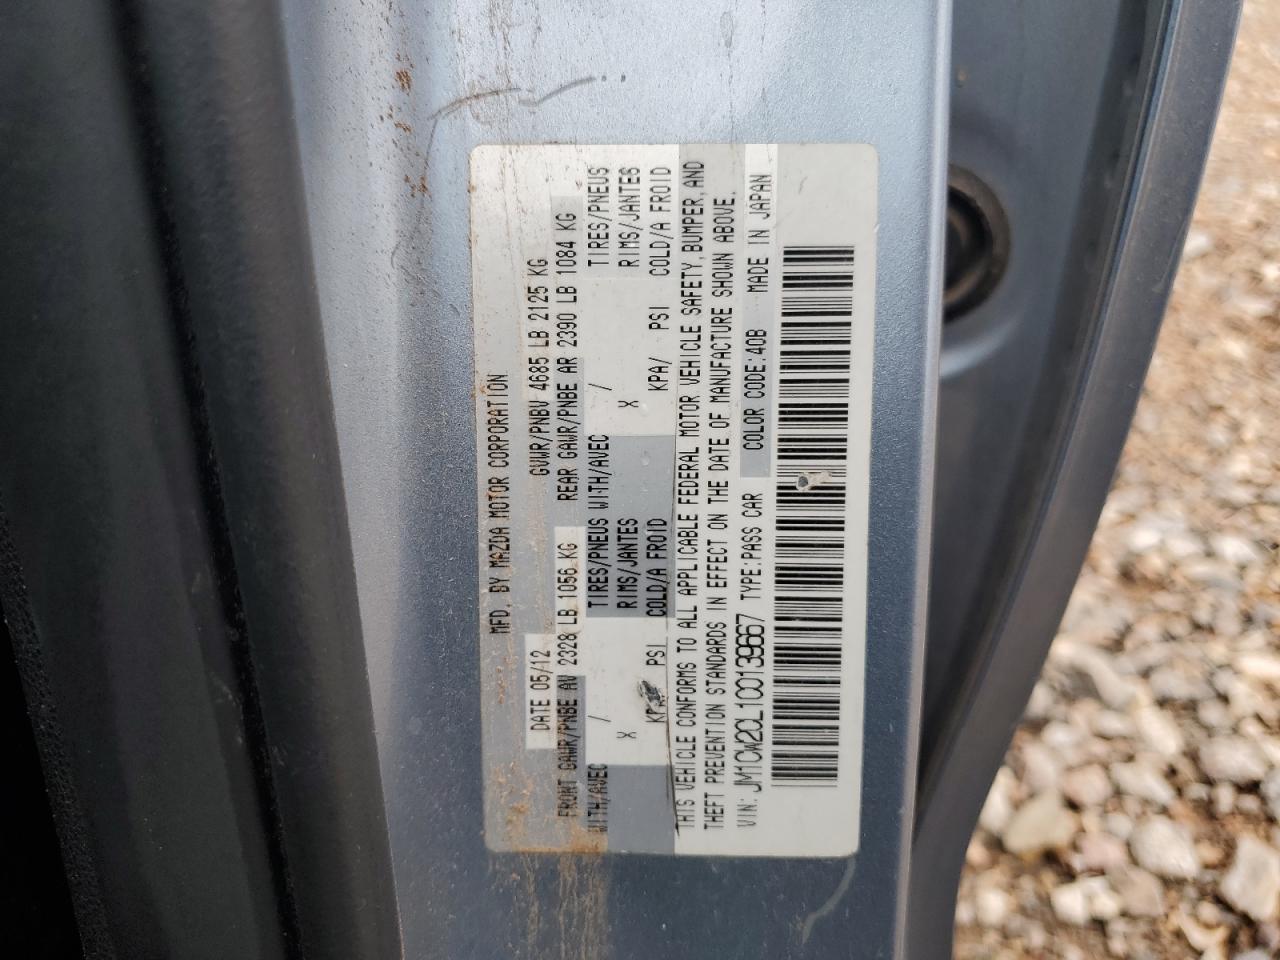 MFD. BY MAZDA MOTOR CORPORATION
DATE 05/12 GVWR/PNBV 4685 LB 2125 KG
FRONT GAWR/PNBE AV 2328 LB 1056 KG REAR GAWR/PNBE AR 2390 LB 1084 KG
WITH/AVEC / TIRES/PNEUS WITH/AVEC / TIRES/PNEUS
X RIMS/JANTES X RIMS/JANTES
PSI COLD/A FROID KPA/ PSI COLD/A FROID
THIS VEHICLE CONFORMS TO ALL APPLICABLE FEDERAL MOTOR VEHICLE SAFETY, BUMPER, AND
THEFT PREVENTION STANDARDS IN EFFECT ON THE DATE OF MANUFACTURE SHOWN ABOVE.
VIN: JM1CW2CL1C0139667 TYPE:PASS CAR COLOR CODE:40B MADE IN JAPAN